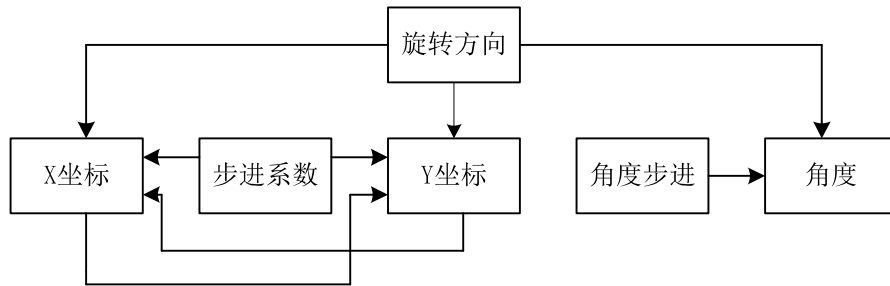 旋转方向
X坐标
步进系数
Y坐标
角度步进
角度